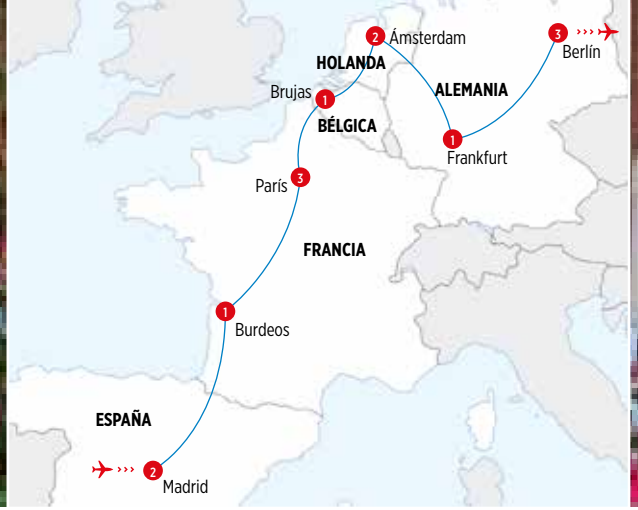 2
Ámsterdam
3
›››
Berlín
HOLANDA
Brujas
1
ALEMANIA
BÉLGICA
1
Frankfurt
París
3
FRANCIA
1
Burdeos
ESPAÑA
›››
2
Madrid